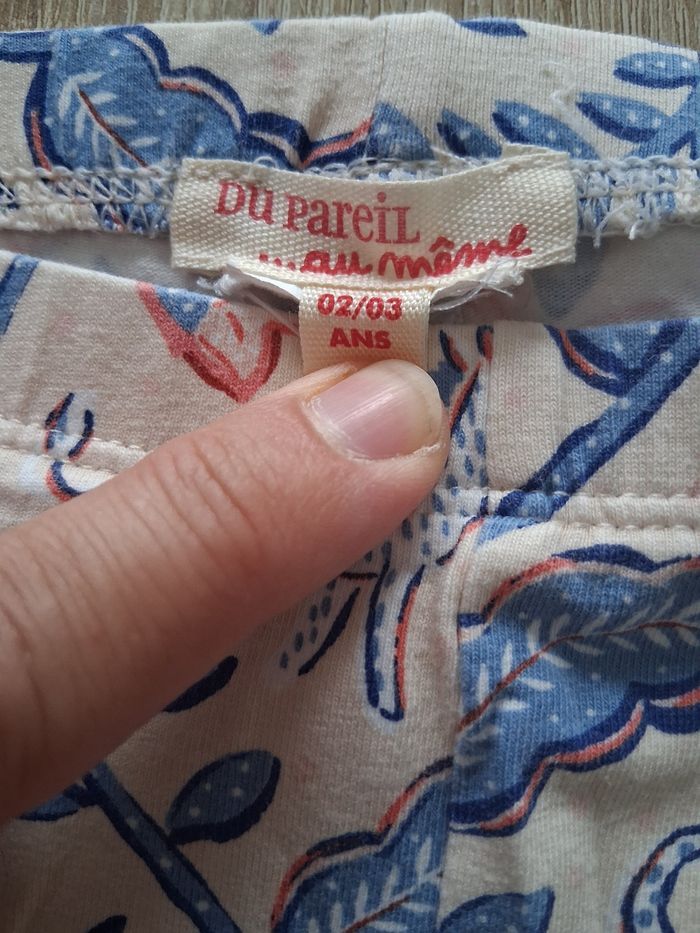 DU PAREIL
...au même
02/03
ANS